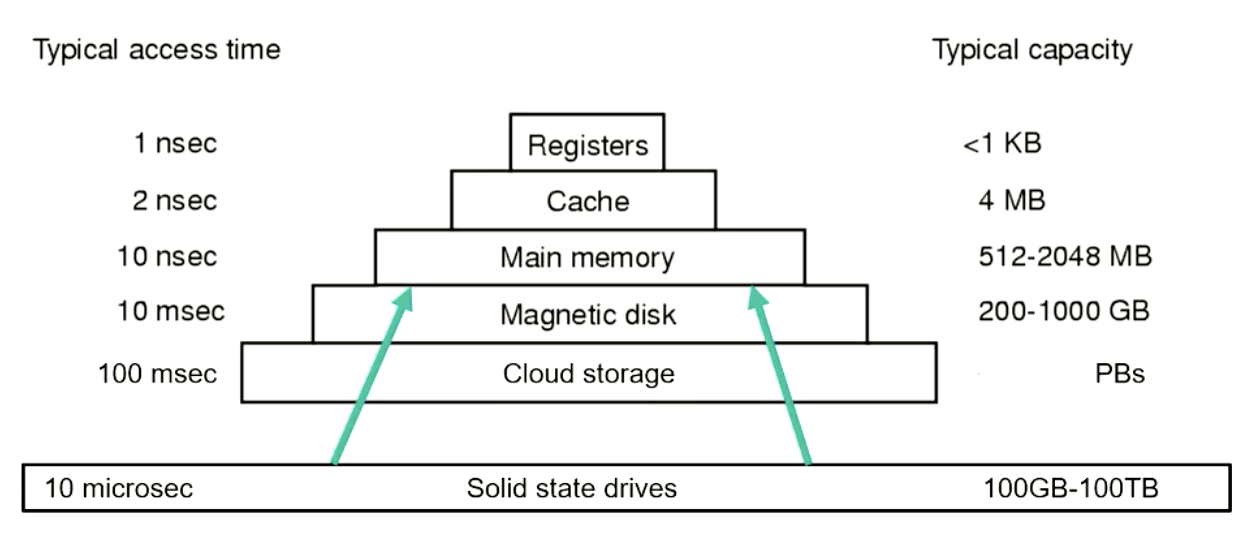 Typical access time Typical capacity
1 nsec Registers <1 KB
2 nsec Cache 4 MB
10 nsec Main memory 512-2048 MB
10 msec Magnetic disk 200-1000 GB
100 msec Cloud storage PBs
10 microsec Solid state drives 100GB-100TB